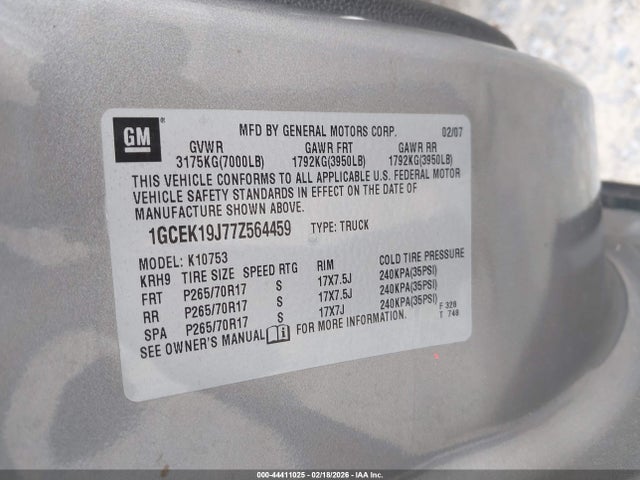 GM
MFD BY GENERAL MOTORS CORP. 02/07
GVWR GAWR FRT GAWR RR
3175KG(7000LB) 1792KG(3950LB) 1792KG(3950LB)
THIS VEHICLE CONFORMS TO ALL APPLICABLE U.S. FEDERAL MOTOR
VEHICLE SAFETY STANDARDS IN EFFECT ON THE DATE OF
MANUFACTURE SHOWN ABOVE.
1GCEK19J77Z564459 TYPE: TRUCK
MODEL: K10753
KRH9 TIRE SIZE SPEED RTG RIM COLD TIRE PRESSURE
FRT P265/70R17 S 17X7.5J 240KPA(35PSI)
RR P265/70R17 S 17X7.5J 240KPA(35PSI)
SPA P265/70R17 S 17X7J 240KPA(35PSI)
SEE OWNER'S MANUAL i FOR MORE INFORMATION.
F 328
T 748
000-44411025 - 02/18/2026 - IAA Inc.